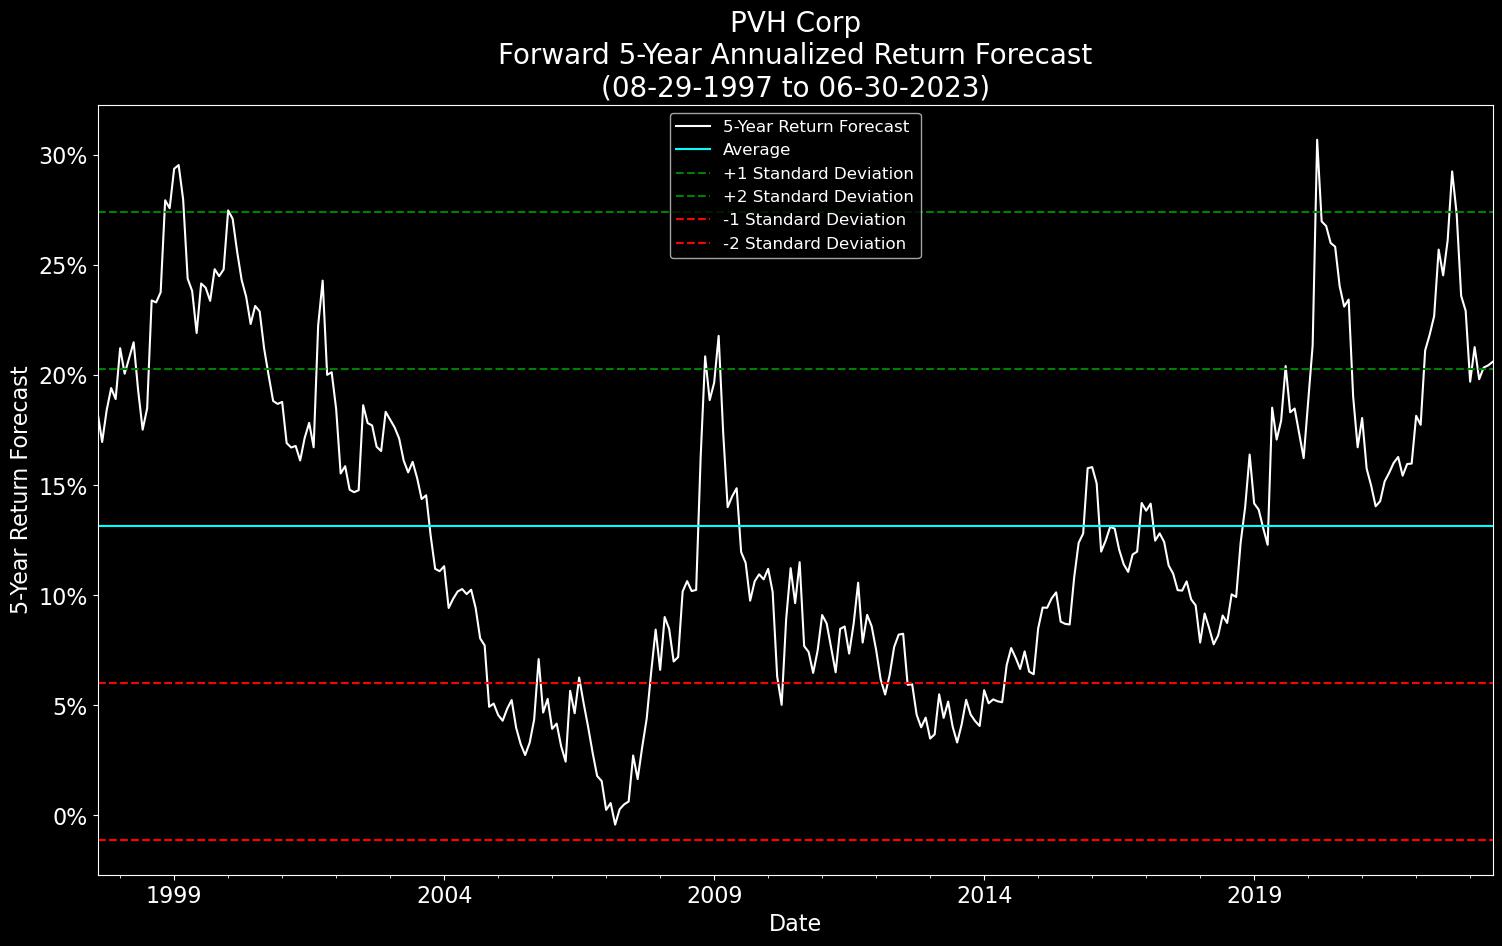 PVH Corp
Forward 5-Year Annualized Return Forecast
(08-29-1997 to 06-30-2023)
5-Year Return Forecast
Average
+1 Standard Deviation
+2 Standard Deviation
-1 Standard Deviation
-2 Standard Deviation
30%
25%
20%
15%
10%
5%
0%
5-Year Return Forecast
1999
2004
2009
2014
2019
Date